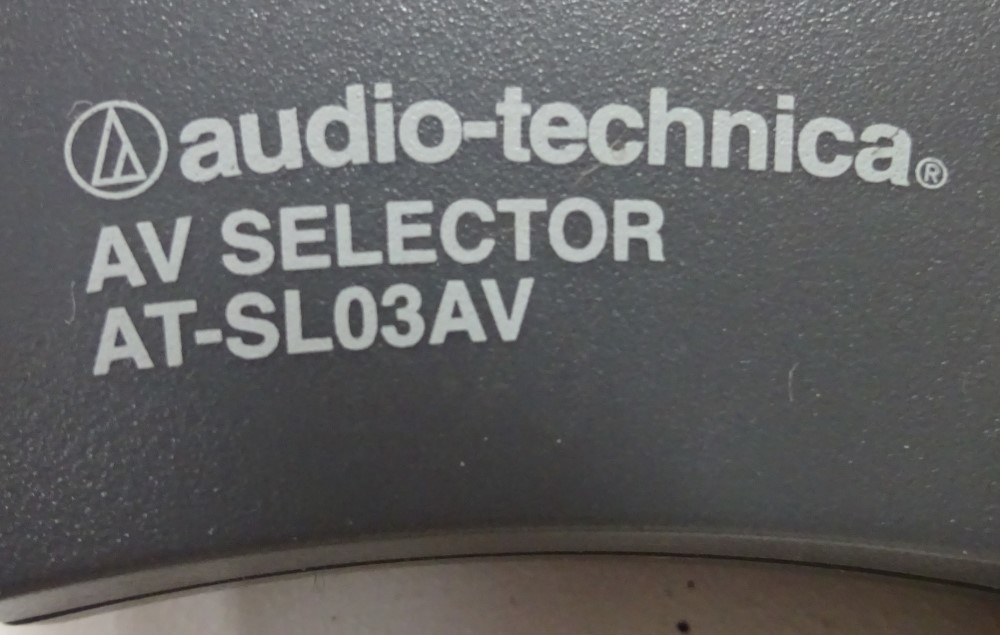 audio-technica®
AV SELECTOR
AT-SL03AV